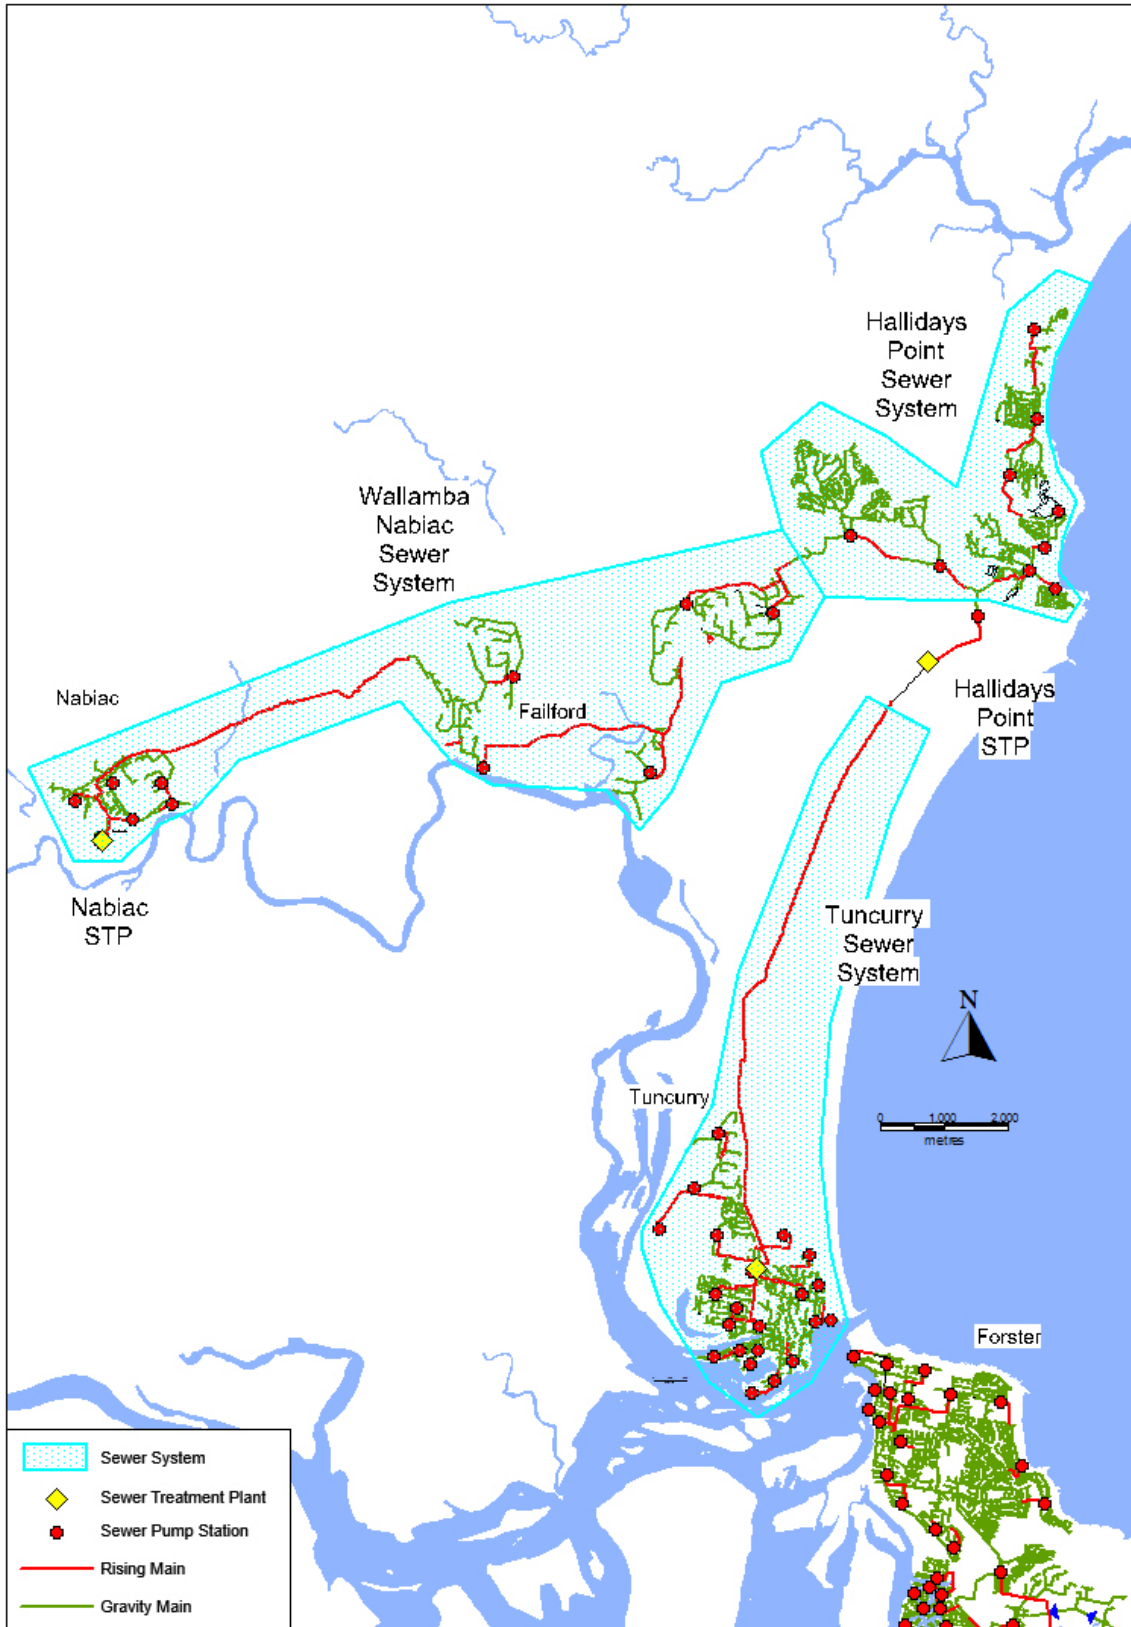 Hallidays
Point
Sewer
System
Wallamba
Nabiac
Sewer
System
Nabiac
Failford
Hallidays
Point
STP
Nabiac
STP
Tuncurry
Sewer
System
N
Tuncurry
0 1,000 2,000
metres
Forster
Sewer System
Sewer Treatment Plant
Sewer Pump Station
Rising Main
Gravity Main